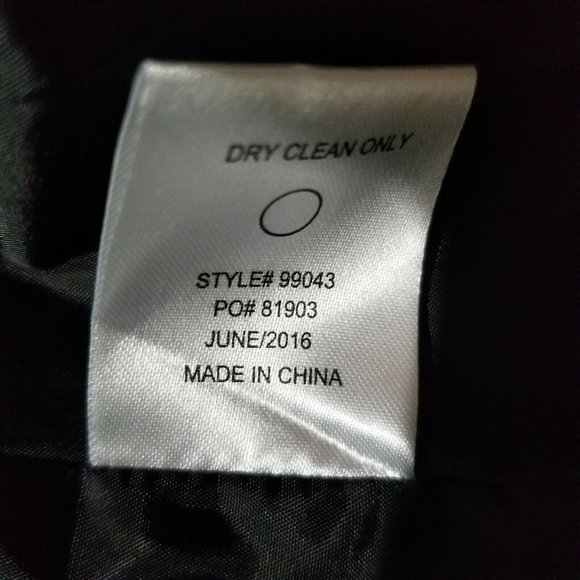 DRY CLEAN ONLY
STYLE# 99043
PO# 81903
JUNE/2016
MADE IN CHINA